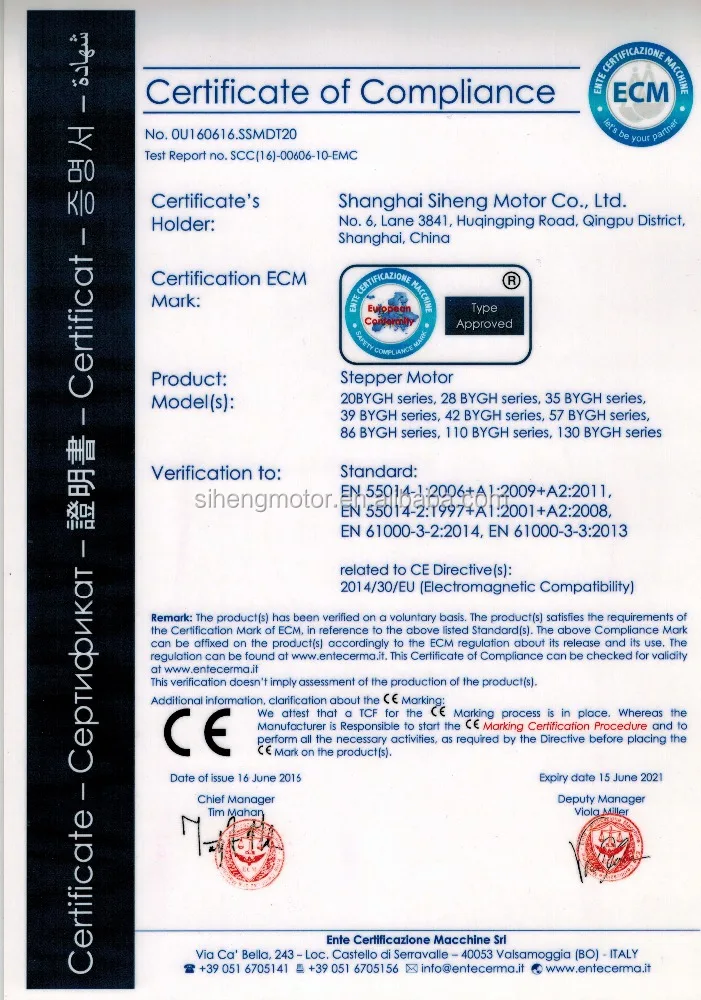 Certificate – Сертификат – 證明書 – Certificat – 증명서 – شهادة
Certificate of Compliance
ENTE CERTIFICAZIONE MACCHINE
ECM
let's be your partner
No. 0U160616.SSMDT20
Test Report no. SCC(16)-00606-10-EMC
Certificate's
Holder:
Shanghai Siheng Motor Co., Ltd.
No. 6, Lane 3841, Huqingping Road, Qingpu District,
Shanghai, China
Certification ECM
Mark:
ENTE CERTIFICAZIONE MACCHINE
European
Conformity
SAFETY COMPLIANCE MARK
®
Type
Approved
Product:
Stepper Motor
Model(s):
20BYGH series, 28 BYGH series, 35 BYGH series,
39 BYGH series, 42 BYGH series, 57 BYGH series,
86 BYGH series, 110 BYGH series, 130 BYGH series
Verification to:
Standard:
EN 55014-1:2006+A1:2009+A2:2011,
sihengmotor.en.alibaba.com
EN 55014-2:1997+A1:2001+A2:2008,
EN 61000-3-2:2014, EN 61000-3-3:2013
related to CE Directive(s):
2014/30/EU (Electromagnetic Compatibility)
Remark: The product(s) has been verified on a voluntary basis. The product(s) satisfies the requirements of
the Certification Mark of ECM, in reference to the above listed Standard(s). The above Compliance Mark
can be affixed on the product(s) accordingly to the ECM regulation about its release and its use. The
regulation can be found at www.entecerma.it. This Certificate of Compliance can be checked for validity
at www.entecerma.it
This verification doesn't imply assessment of the production of the product(s).
Additional information, clarification about the CE Marking:
CE
We attest that a TCF for the CE Marking process is in place. Whereas the
Manufacturer is Responsible to start the CE Marking Certification Procedure and to
perform all the necessary activities, as required by the Directive before placing the
CE Mark on the product(s).
Date of issue 16 June 2016
Expiry date 15 June 2021
Chief Manager
Tim Mahan
Deputy Manager
Viola Miller
Ente Certificazione Macchine Srl
Via Ca' Bella, 243 – Loc. Castello di Serravalle – 40053 Valsamoggia (BO) - ITALY
+39 051 6705141 +39 051 6705156 info@entecerma.it www.entecerma.it